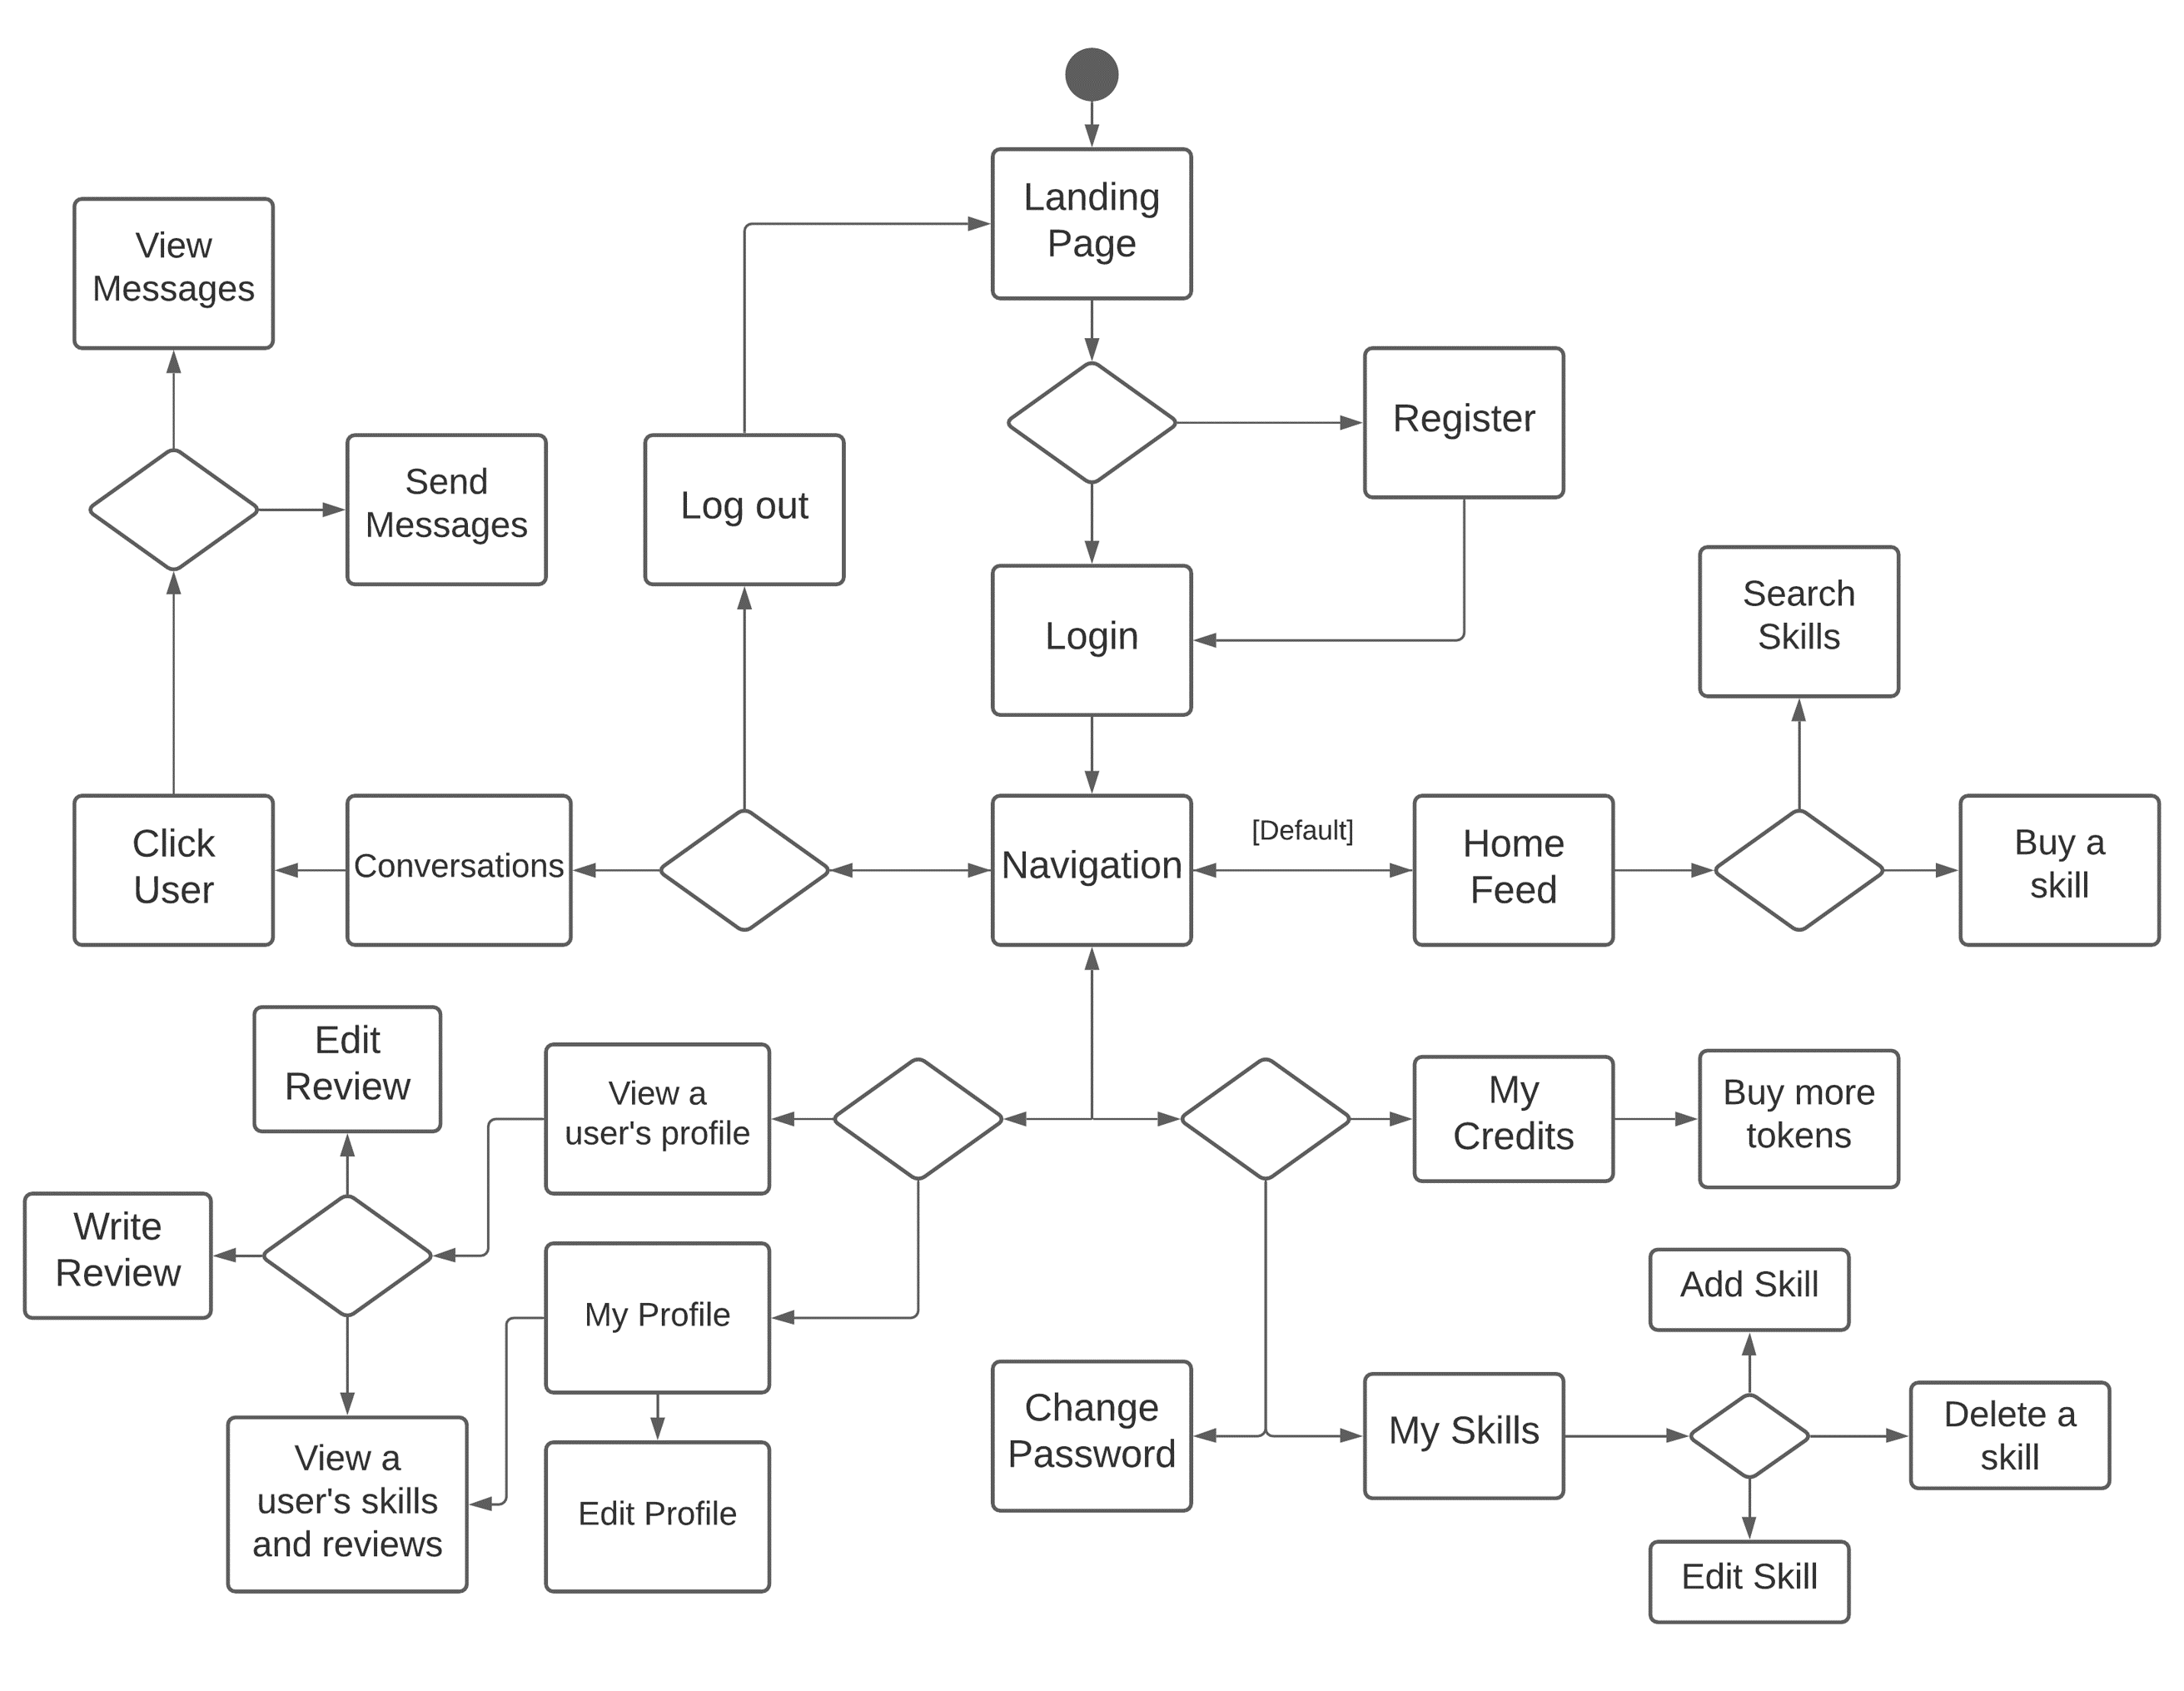 Landing
Page
View
Messages
Register
Send
Messages
Log out
Search
Skills
Login
[Default]
Click
User
Conversations
Navigation
Home
Feed
Buy a
skill
Edit
Review
View a
user's profile
My
Credits
Buy more
tokens
Write
Review
My Profile
Add Skill
Change
Password
My Skills
Delete a
skill
View a
user's skills
and reviews
Edit Profile
Edit Skill